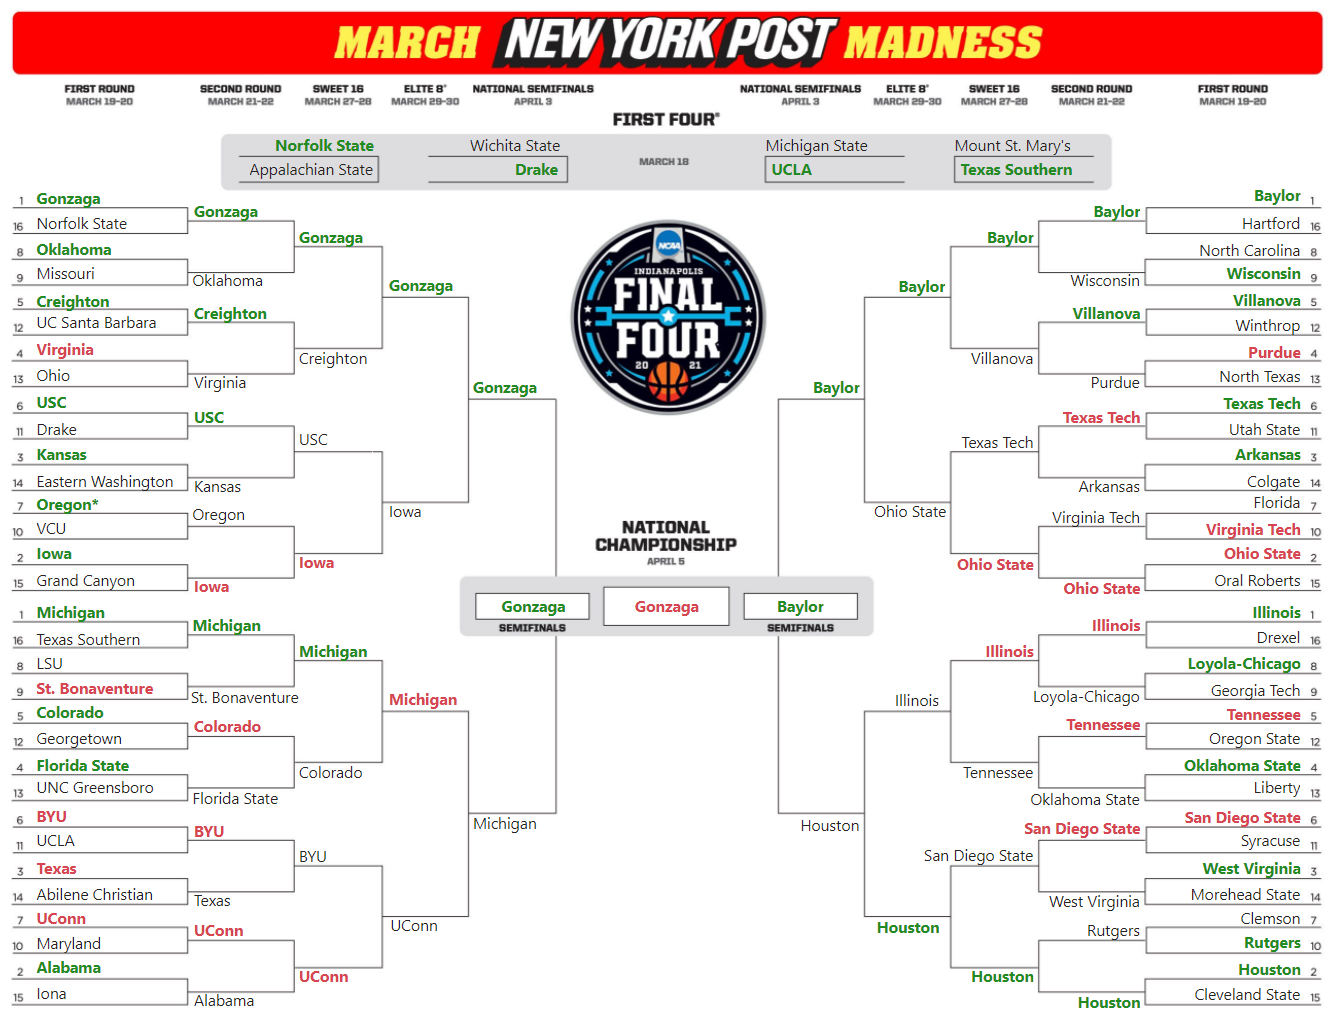 MARCH NEW YORK POST MADNESS
FIRST ROUND
MARCH 19-20
SECOND ROUND
MARCH 21-22
SWEET 16
MARCH 27-28
ELITE 8°
MARCH 29-30
NATIONAL SEMIFINALS
APRIL 3
NATIONAL SEMIFINALS
APRIL 3
ELITE 8°
MARCH 29-30
SWEET 16
MARCH 27-28
SECOND ROUND
MARCH 21-22
FIRST ROUND
MARCH 19-20
FIRST FOUR®
Norfolk State
Appalachian State
Wichita State
Drake
MARCH 18
Michigan State
UCLA
Mount St. Mary's
Texas Southern
1 Gonzaga
16 Norfolk State
8 Oklahoma
9 Missouri
5 Creighton
12 UC Santa Barbara
4 Virginia
13 Ohio
6 USC
11 Drake
3 Kansas
14 Eastern Washington
7 Oregon*
10 VCU
2 Iowa
15 Grand Canyon
Gonzaga
Oklahoma
Creighton
Virginia
USC
Kansas
Oregon
Iowa
Gonzaga
Creighton
USC
Iowa
Gonzaga
Iowa
Gonzaga
1 Michigan
16 Texas Southern
8 LSU
9 St. Bonaventure
5 Colorado
12 Georgetown
4 Florida State
13 UNC Greensboro
6 BYU
11 UCLA
3 Texas
14 Abilene Christian
7 UConn
10 Maryland
2 Alabama
15 Iona
Michigan
St. Bonaventure
Colorado
Florida State
BYU
Texas
UConn
Alabama
Michigan
Colorado
BYU
UConn
Michigan
UConn
Michigan
NCAA
INDIANAPOLIS
FINAL
FOUR
20 21
NATIONAL
CHAMPIONSHIP
APRIL 5
Gonzaga
SEMIFINALS
Gonzaga
Baylor
SEMIFINALS
Baylor 1
Hartford 16
North Carolina 8
Wisconsin 9
Villanova 5
Winthrop 12
Purdue 4
North Texas 13
Texas Tech 6
Utah State 11
Arkansas 3
Colgate 14
Florida 7
Virginia Tech 10
Ohio State 2
Oral Roberts 15
Baylor
Wisconsin
Villanova
Purdue
Texas Tech
Arkansas
Virginia Tech
Ohio State
Baylor
Villanova
Texas Tech
Ohio State
Baylor
Ohio State
Baylor
Illinois 1
Drexel 16
Loyola-Chicago 8
Georgia Tech 9
Tennessee 5
Oregon State 12
Oklahoma State 4
Liberty 13
San Diego State 6
Syracuse 11
West Virginia 3
Morehead State 14
Clemson 7
Rutgers 10
Houston 2
Cleveland State 15
Illinois
Loyola-Chicago
Tennessee
Oklahoma State
San Diego State
West Virginia
Rutgers
Houston
Illinois
Tennessee
San Diego State
Houston
Illinois
Houston
Houston